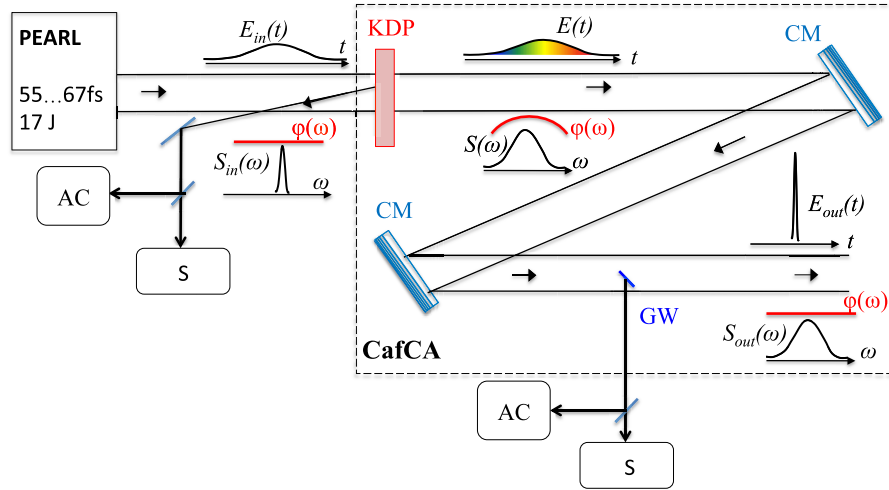 PEARL
55...67fs
17 J
E_in(t)
t
KDP
E(t)
t
CM
φ(ω)
S_in(ω)
ω
S(ω)
φ(ω)
ω
AC
S
CM
E_out(t)
t
GW
φ(ω)
S_out(ω)
ω
CafCA
AC
S